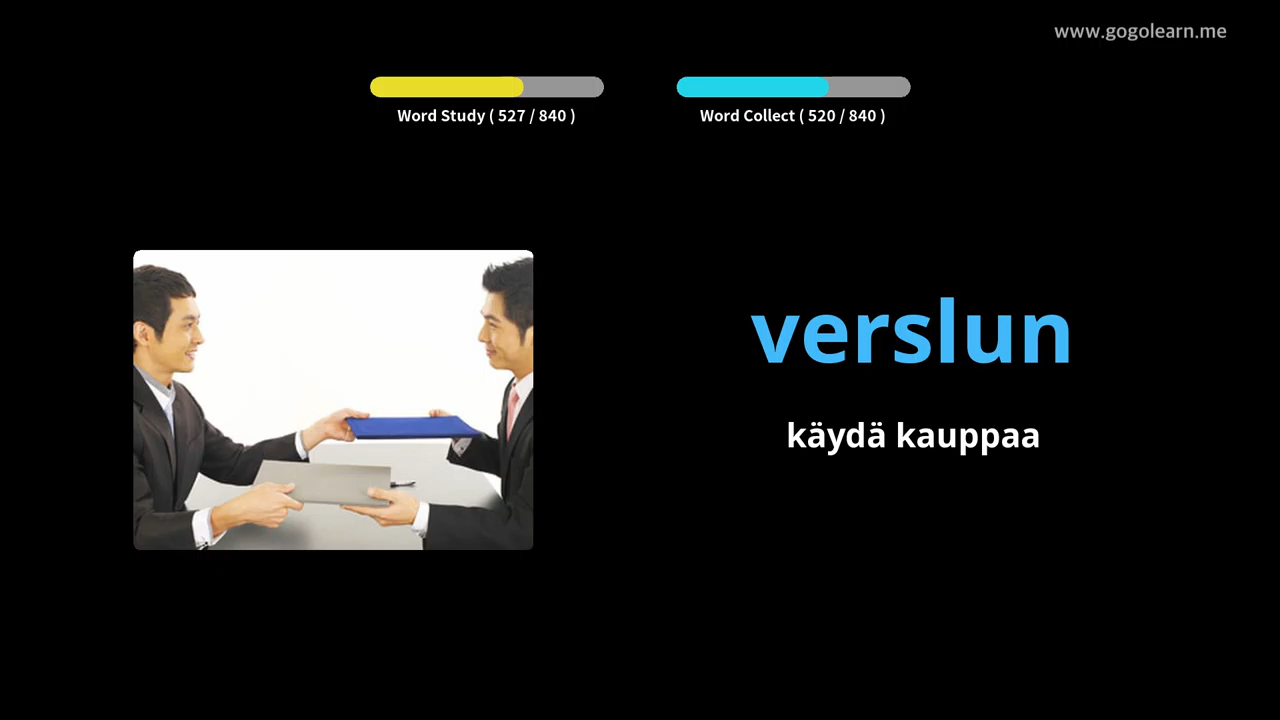 www.gogolearn.me
Word Study ( 527 / 840 )
Word Collect ( 520 / 840 )
verslun
käydä kauppaa